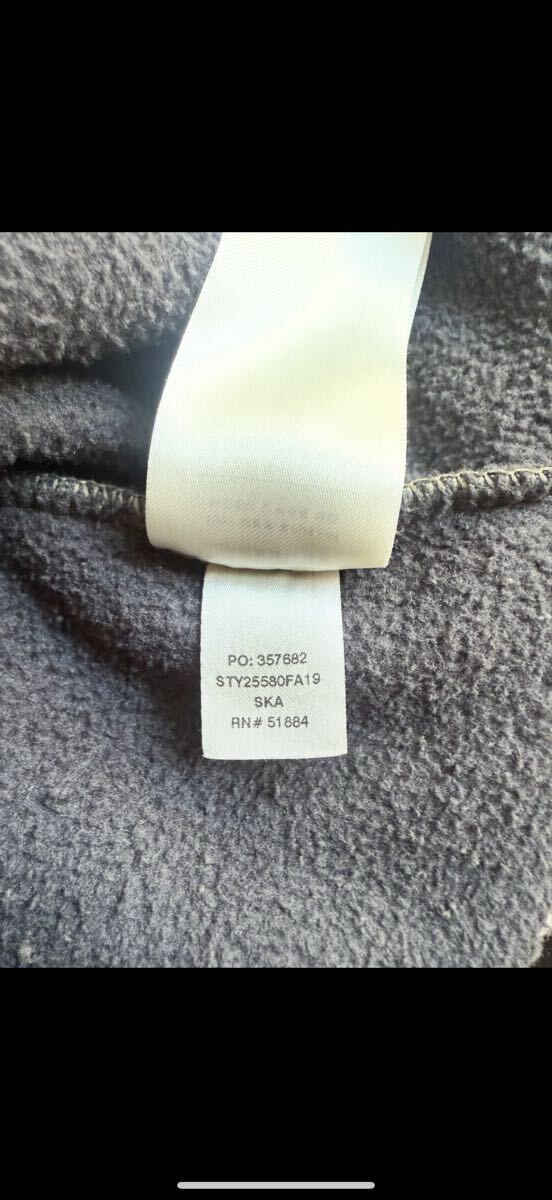 PO: 357682
STY25580FA19
SKA
RN# 51884